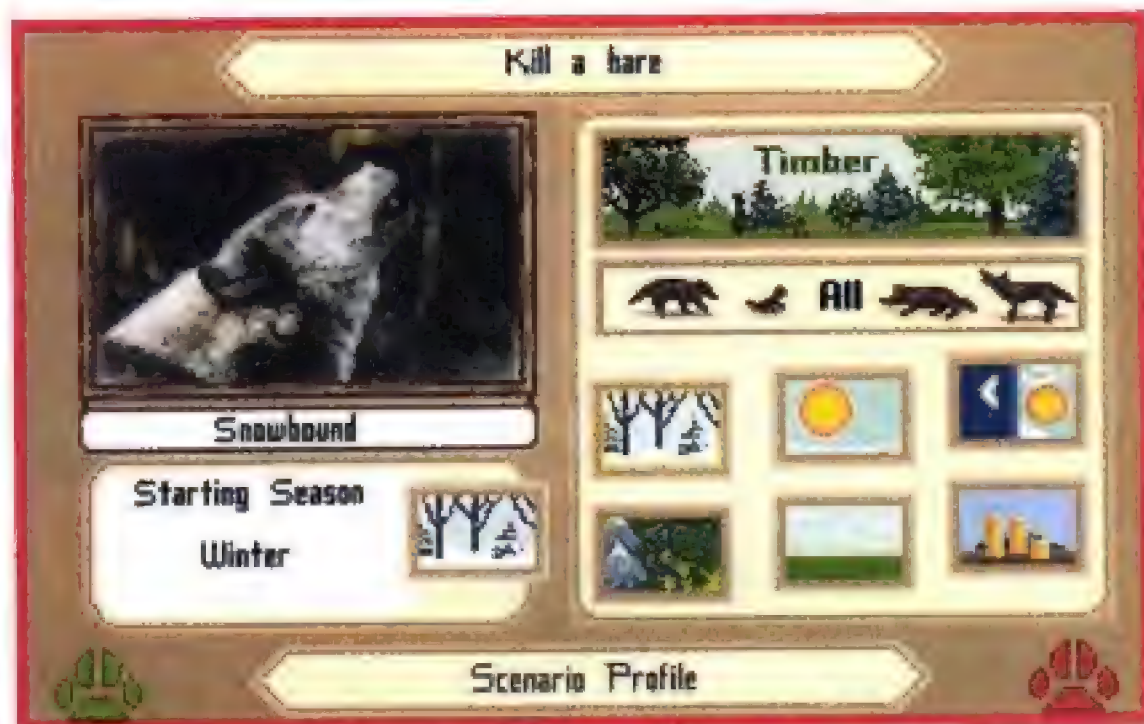 Kill a hare
Timber
All
Snowbound
Starting Season
Winter
Scenario Profile